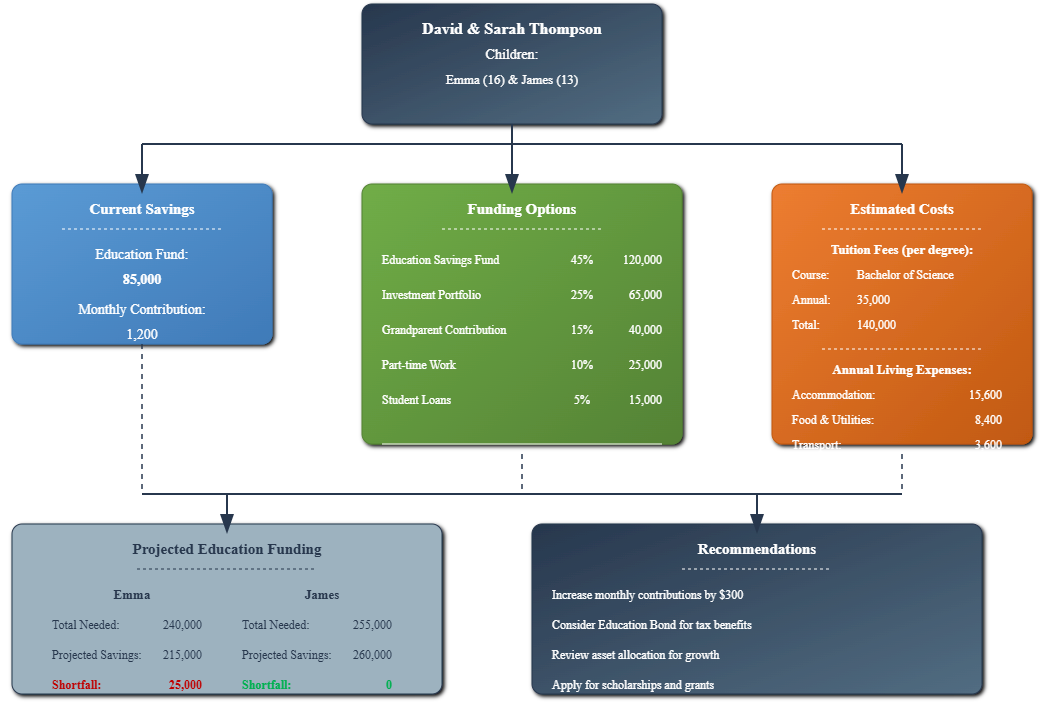 David & Sarah Thompson
Children:
Emma (16) & James (13)
Current Savings
Education Fund:
85,000
Monthly Contribution:
1,200
Funding Options
Education Savings Fund 45% 120,000
Investment Portfolio 25% 65,000
Grandparent Contribution 15% 40,000
Part-time Work 10% 25,000
Student Loans 5% 15,000
Estimated Costs
Tuition Fees (per degree):
Course: Bachelor of Science
Annual: 35,000
Total: 140,000
Annual Living Expenses:
Accommodation: 15,600
Food & Utilities: 8,400
Transport: 3,600
Projected Education Funding
Emma James
Total Needed: 240,000 Total Needed: 255,000
Projected Savings: 215,000 Projected Savings: 260,000
Shortfall: 25,000 Shortfall: 0
Recommendations
Increase monthly contributions by $300
Consider Education Bond for tax benefits
Review asset allocation for growth
Apply for scholarships and grants